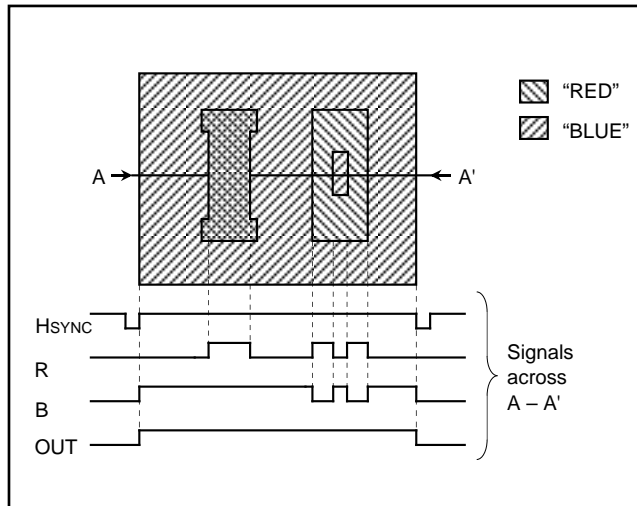 “RED”
“BLUE”
A
A'
HSYNC
R
B
OUT
Signals
across
A – A'